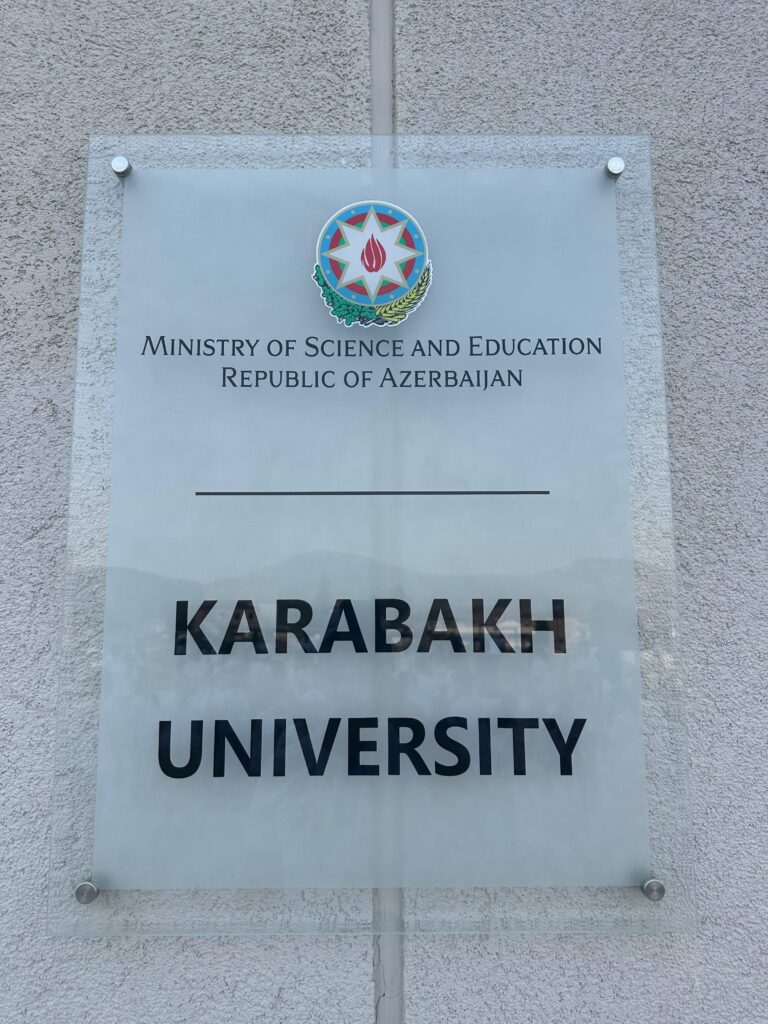 MINISTRY OF SCIENCE AND EDUCATION
REPUBLIC OF AZERBAIJAN
KARABAKH
UNIVERSITY